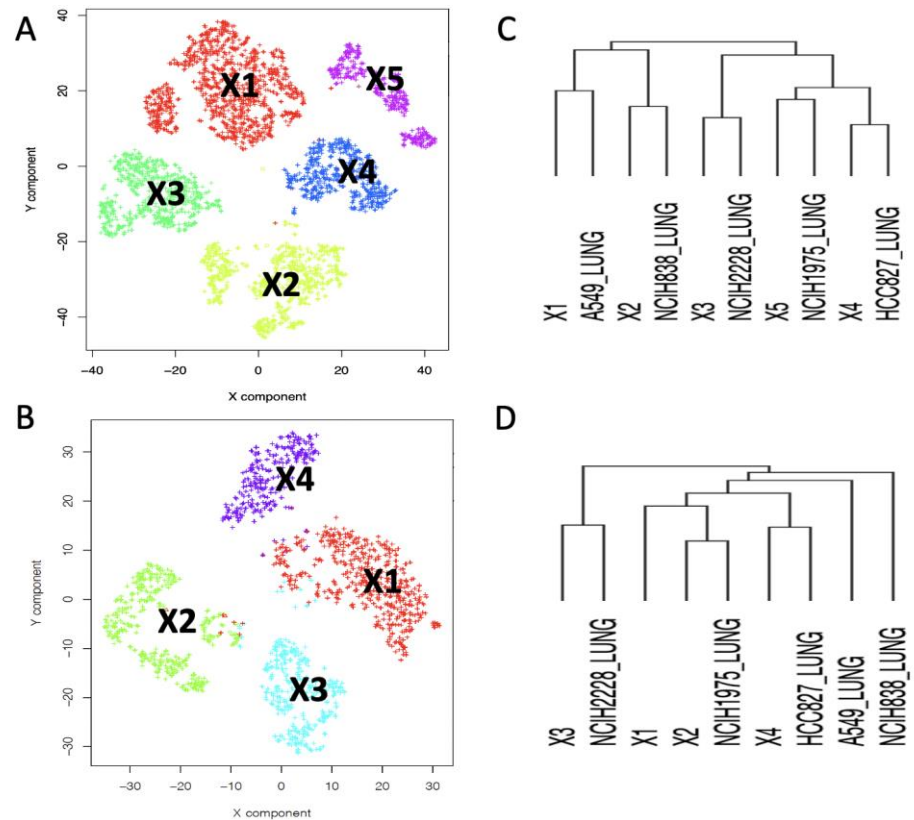 A
40
20
0
−20
−40
Y component
X1
X5
X4
X3
X2
−40 −20 0 20 40
X component
B
30
20
10
0
−10
−20
−30
Y component
X4
X1
X2
X3
−30 −20 −10 0 10 20 30
X component
C
X1
A549_LUNG
X2
NCIH838_LUNG
X3
NCIH2228_LUNG
X5
NCIH1975_LUNG
X4
HCC827_LUNG
D
X3
NCIH2228_LUNG
X1
X2
NCIH1975_LUNG
X4
HCC827_LUNG
A549_LUNG
NCIH838_LUNG